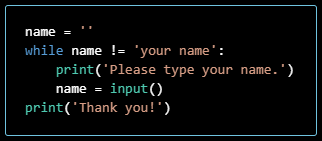 name = ''
while name != 'your name':
    print('Please type your name.')
    name = input()
print('Thank you!')